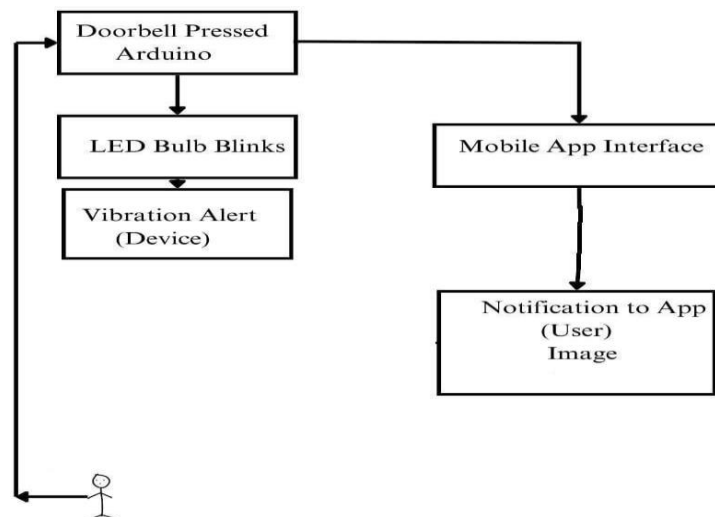 Doorbell Pressed
Arduino
LED Bulb Blinks
Vibration Alert
(Device)
Mobile App Interface
Notification to App
(User)
Image